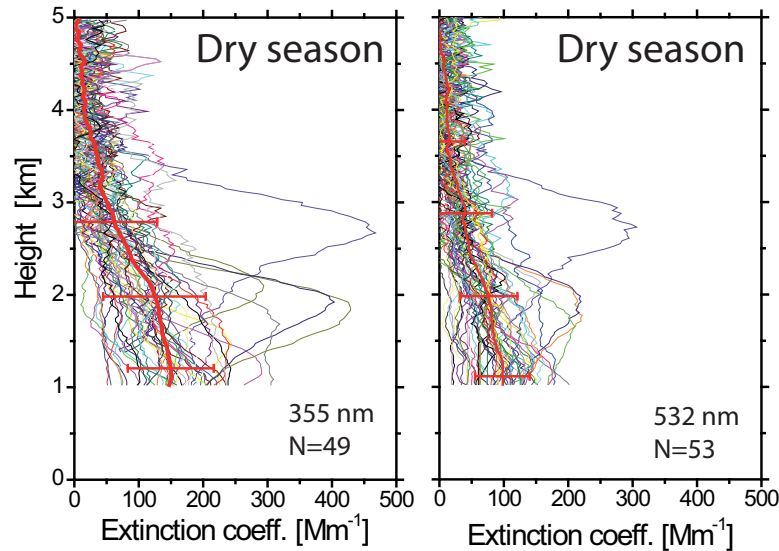 Dry season
Dry season
5
4
3
2
1
0
Height [km]
355 nm
N=49
532 nm
N=53
0 100 200 300 400 500
0 100 200 300 400 500
Extinction coeff. [Mm⁻¹]
Extinction coeff. [Mm⁻¹]